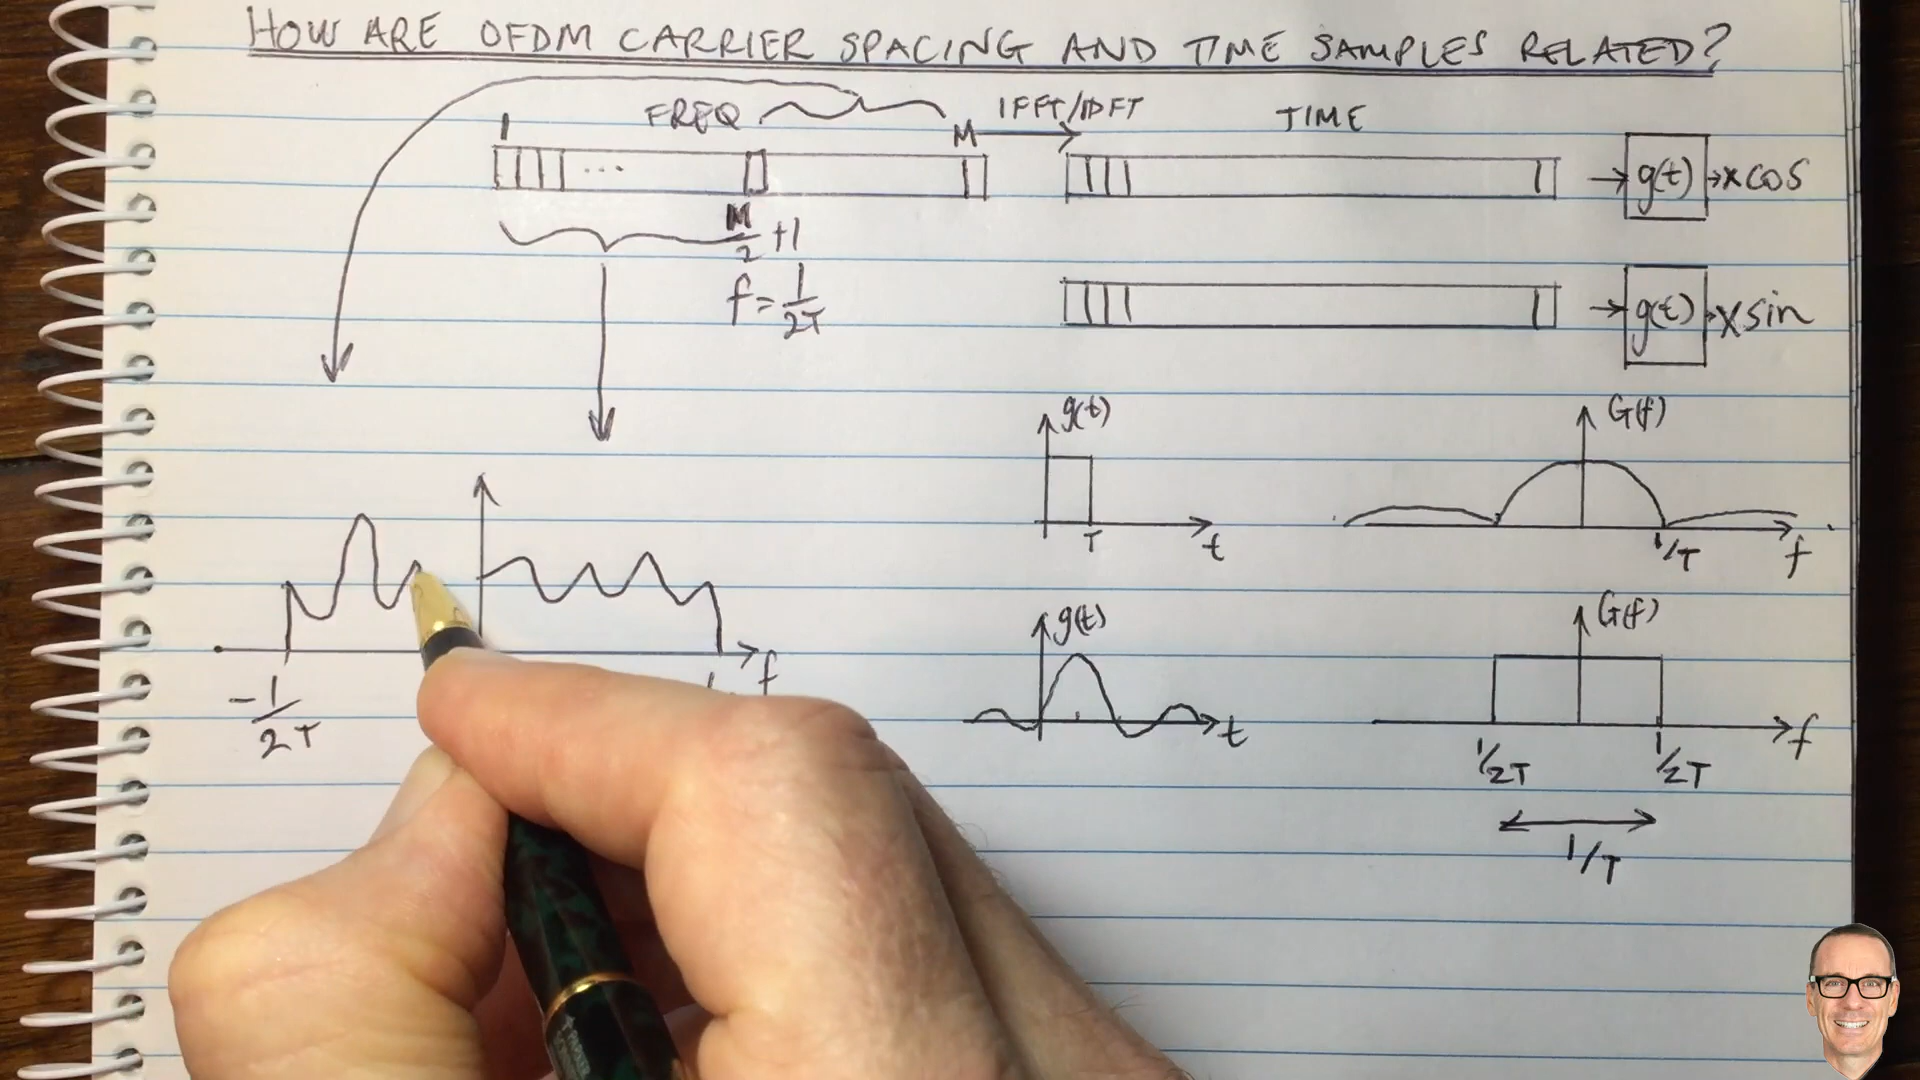 HOW ARE OFDM CARRIER SPACING AND TIME SAMPLES RELATED?
FREQ
IFFT/IDFT
TIME
1
M
...
g(t)
x cos
M/2 +1
f = 1/2T
g(t)
x sin
g(t)
T
t
G(f)
1/T
f
f
-1/2T
g(t)
t
G(f)
1/2T
1/2T
f
1/T